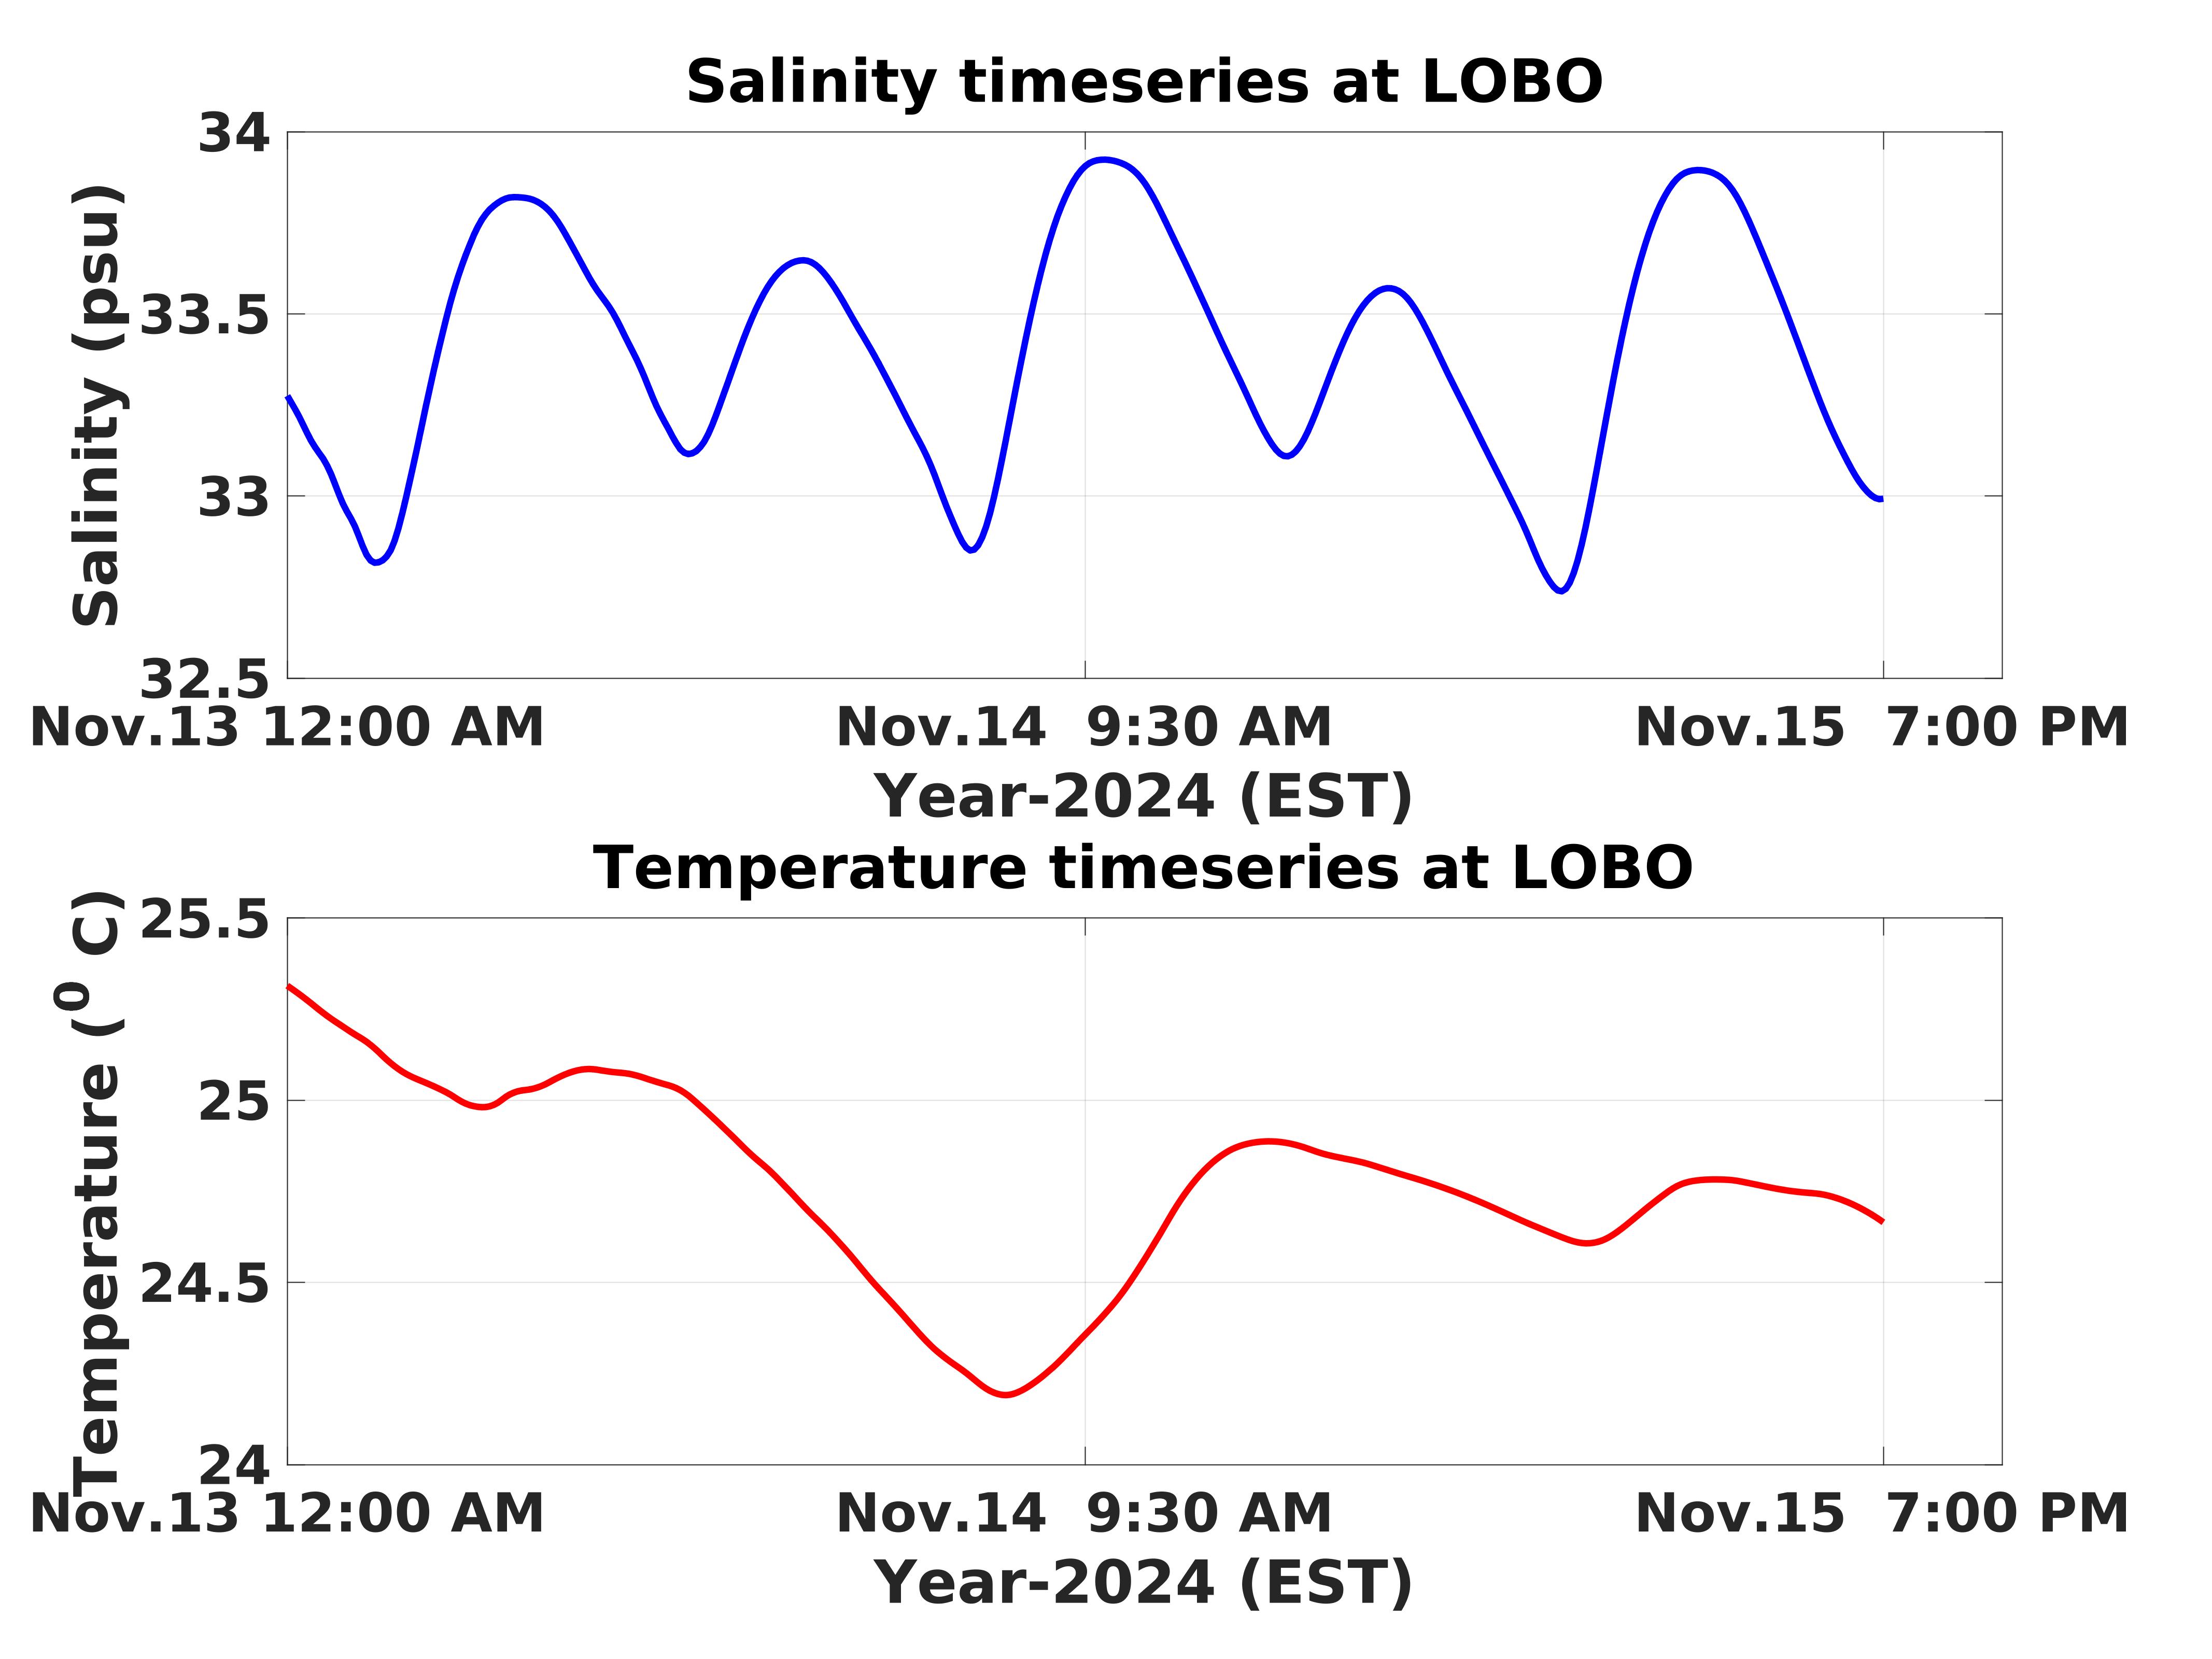 Salinity timeseries at LOBO
Salinity (psu)
34
33.5
33
32.5
Nov.13 12:00 AM Nov.14  9:30 AM Nov.15  7:00 PM
Year-2024 (EST)
Temperature timeseries at LOBO
Temperature (⁰ C)
25.5
25
24.5
24
Nov.13 12:00 AM Nov.14  9:30 AM Nov.15  7:00 PM
Year-2024 (EST)